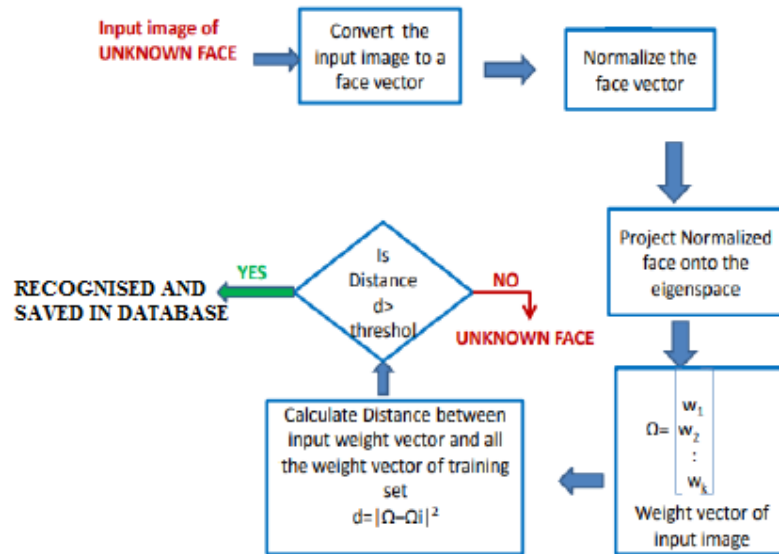 Input image of
UNKNOWN FACE
Convert the
input image to a
face vector
Normalize the
face vector
Project Normalized
face onto the
eigenspace
Ω=
w1
w2
:
wk
Weight vector of
input image
Calculate Distance between
input weight vector and all
the weight vector of training
set
d=|Ω–Ωi|²
Is
Distance
d>
threshol
YES
NO
RECOGNISED AND
SAVED IN DATABASE
UNKNOWN FACE